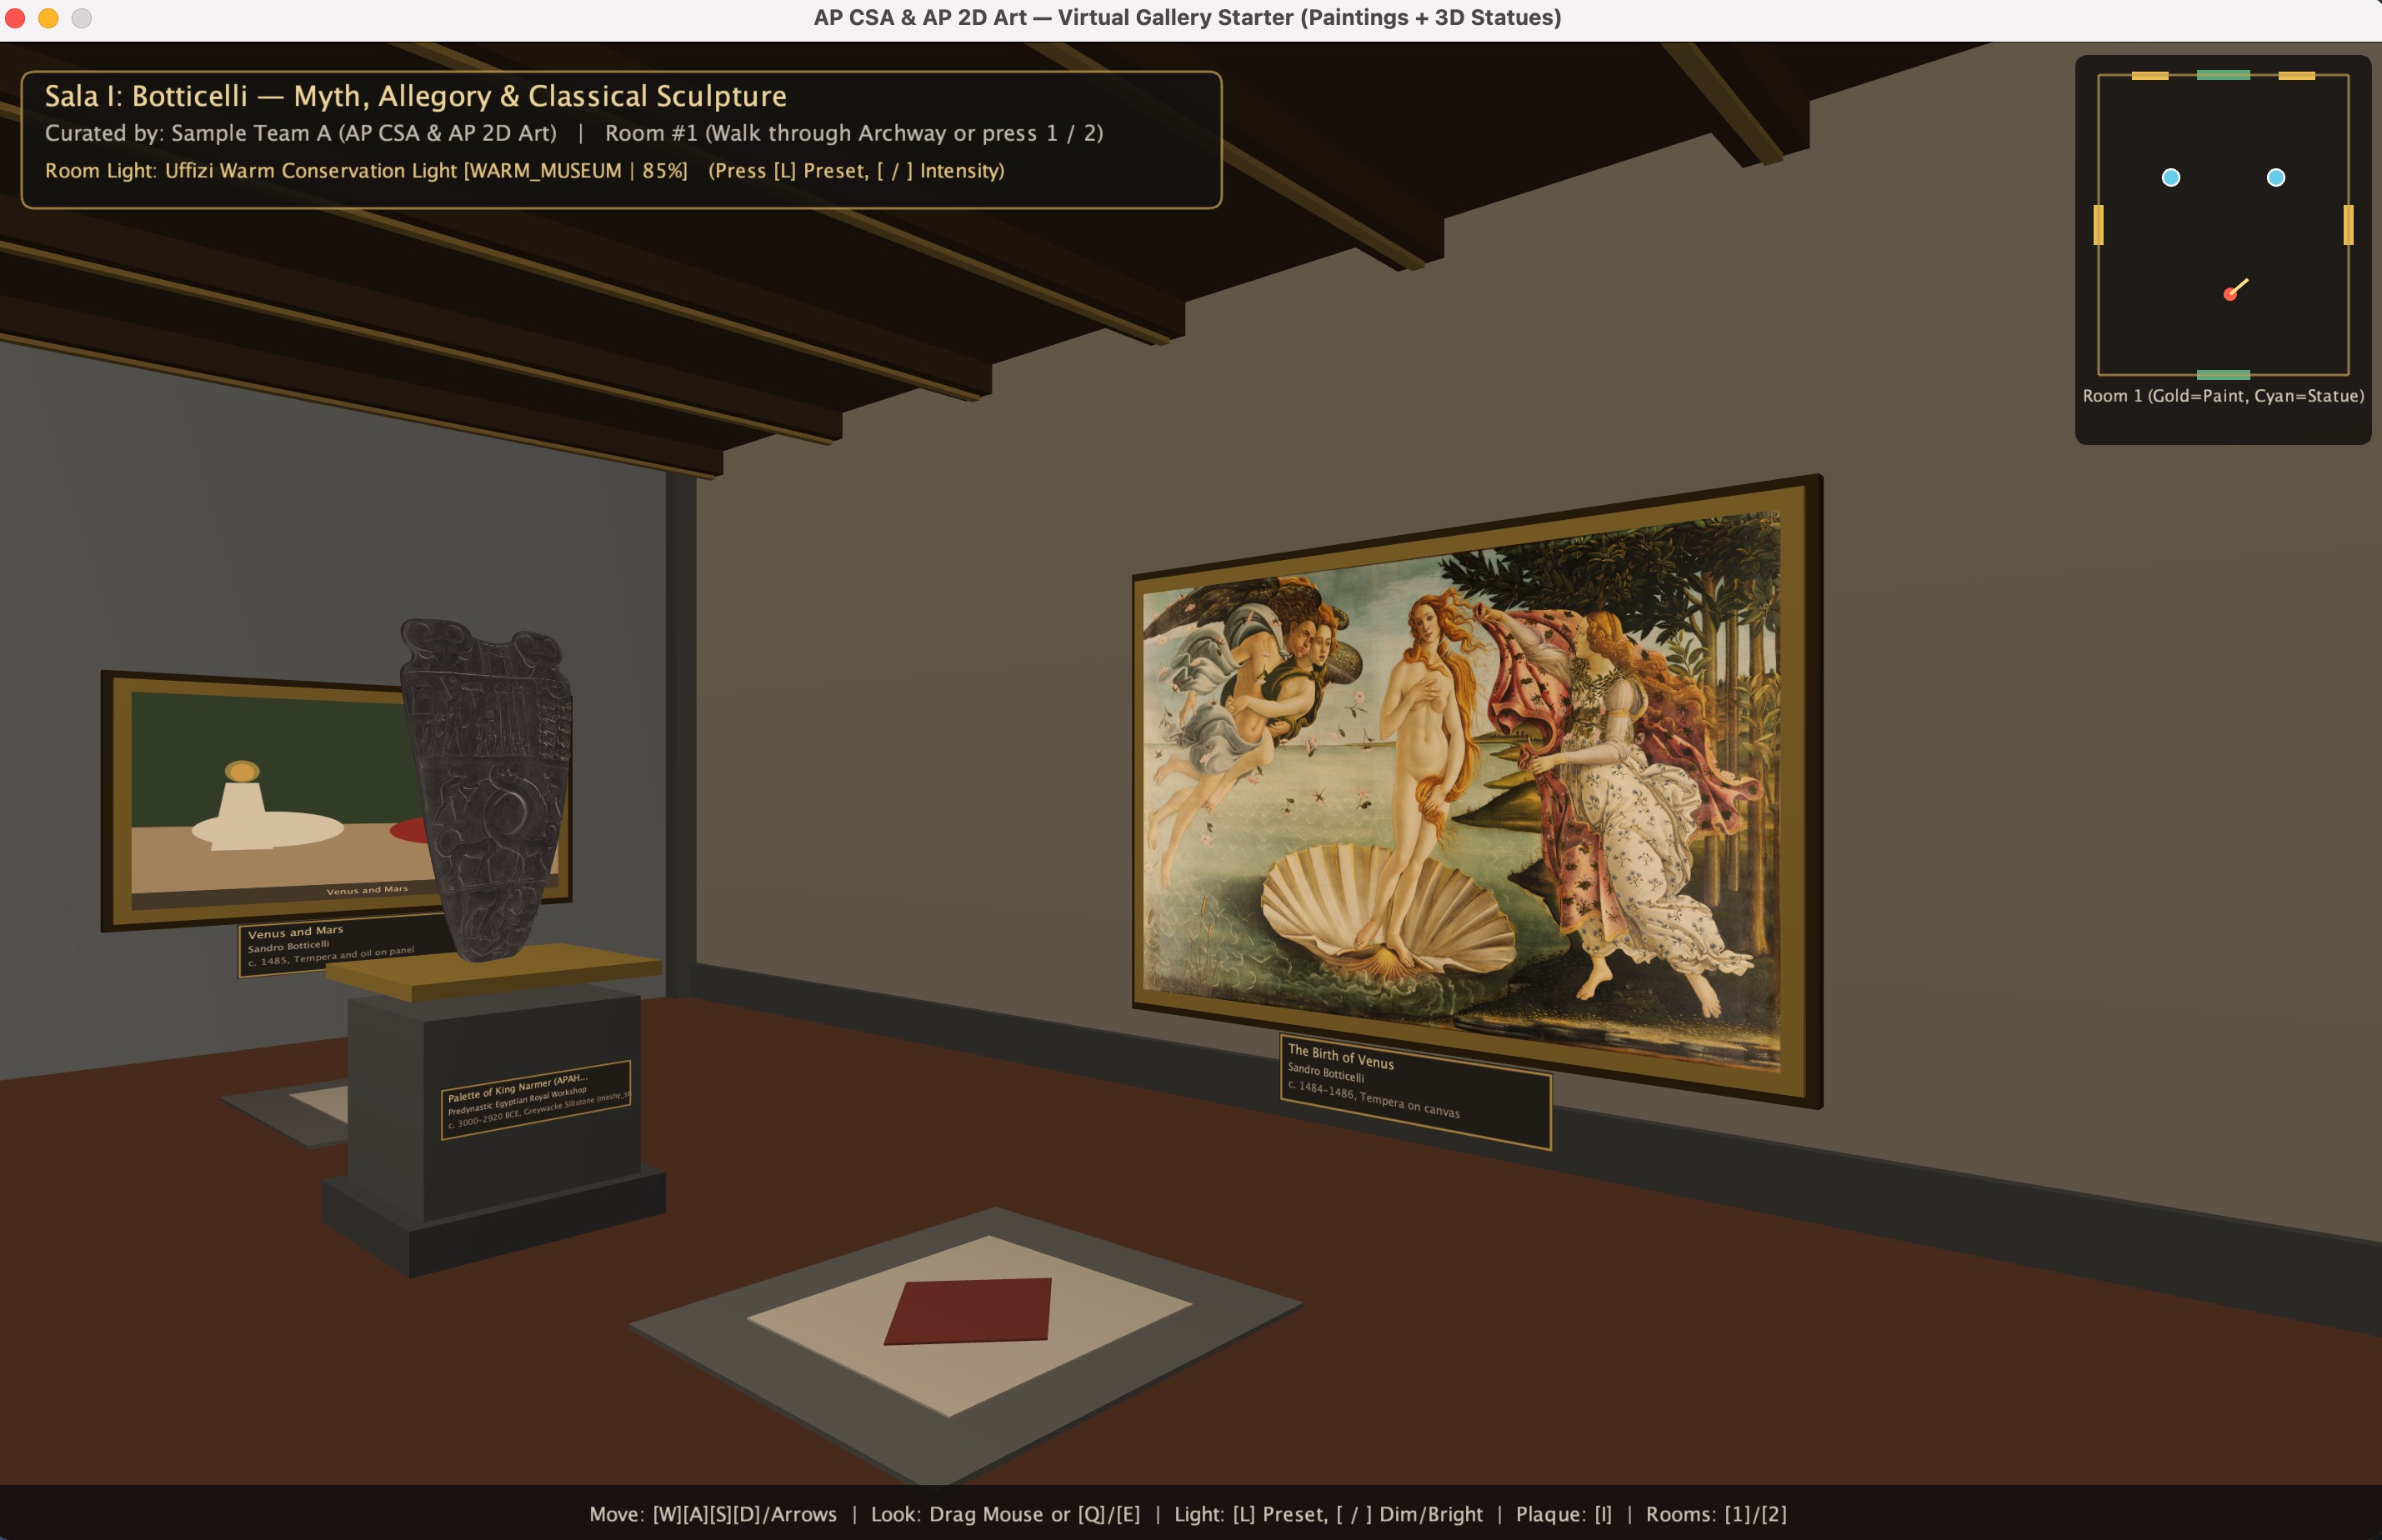 AP CSA & AP 2D Art — Virtual Gallery Starter (Paintings + 3D Statues)
Sala I: Botticelli — Myth, Allegory & Classical Sculpture
Curated by: Sample Team A (AP CSA & AP 2D Art) | Room #1 (Walk through Archway or press 1 / 2)
Room Light: Uffizi Warm Conservation Light [WARM_MUSEUM | 85%] (Press [L] Preset, [ / ] Intensity)
Room 1 (Gold=Paint, Cyan=Statue)
Venus and Mars
Venus and Mars
Sandro Botticelli
c. 1485, Tempera and oil on panel
Palette of King Narmer (APAH...
Predynastic Egyptian Royal Workshop
c. 3000–2920 BCE, Greywacke Siltstone
The Birth of Venus
Sandro Botticelli
c. 1484–1486, Tempera on canvas
Move: [W][A][S][D]/Arrows | Look: Drag Mouse or [Q]/[E] | Light: [L] Preset, [ / ] Dim/Bright | Plaque: [I] | Rooms: [1]/[2]